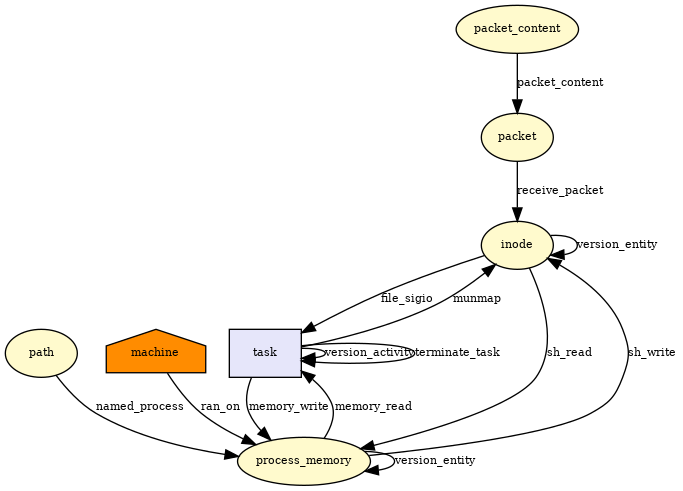 packet_content
packet_content
packet
receive_packet
inode
version_entity
file_sigio
munmap
path
machine
task
version_activity
terminate_task
sh_read
sh_write
named_process
ran_on
memory_write
memory_read
process_memory
version_entity